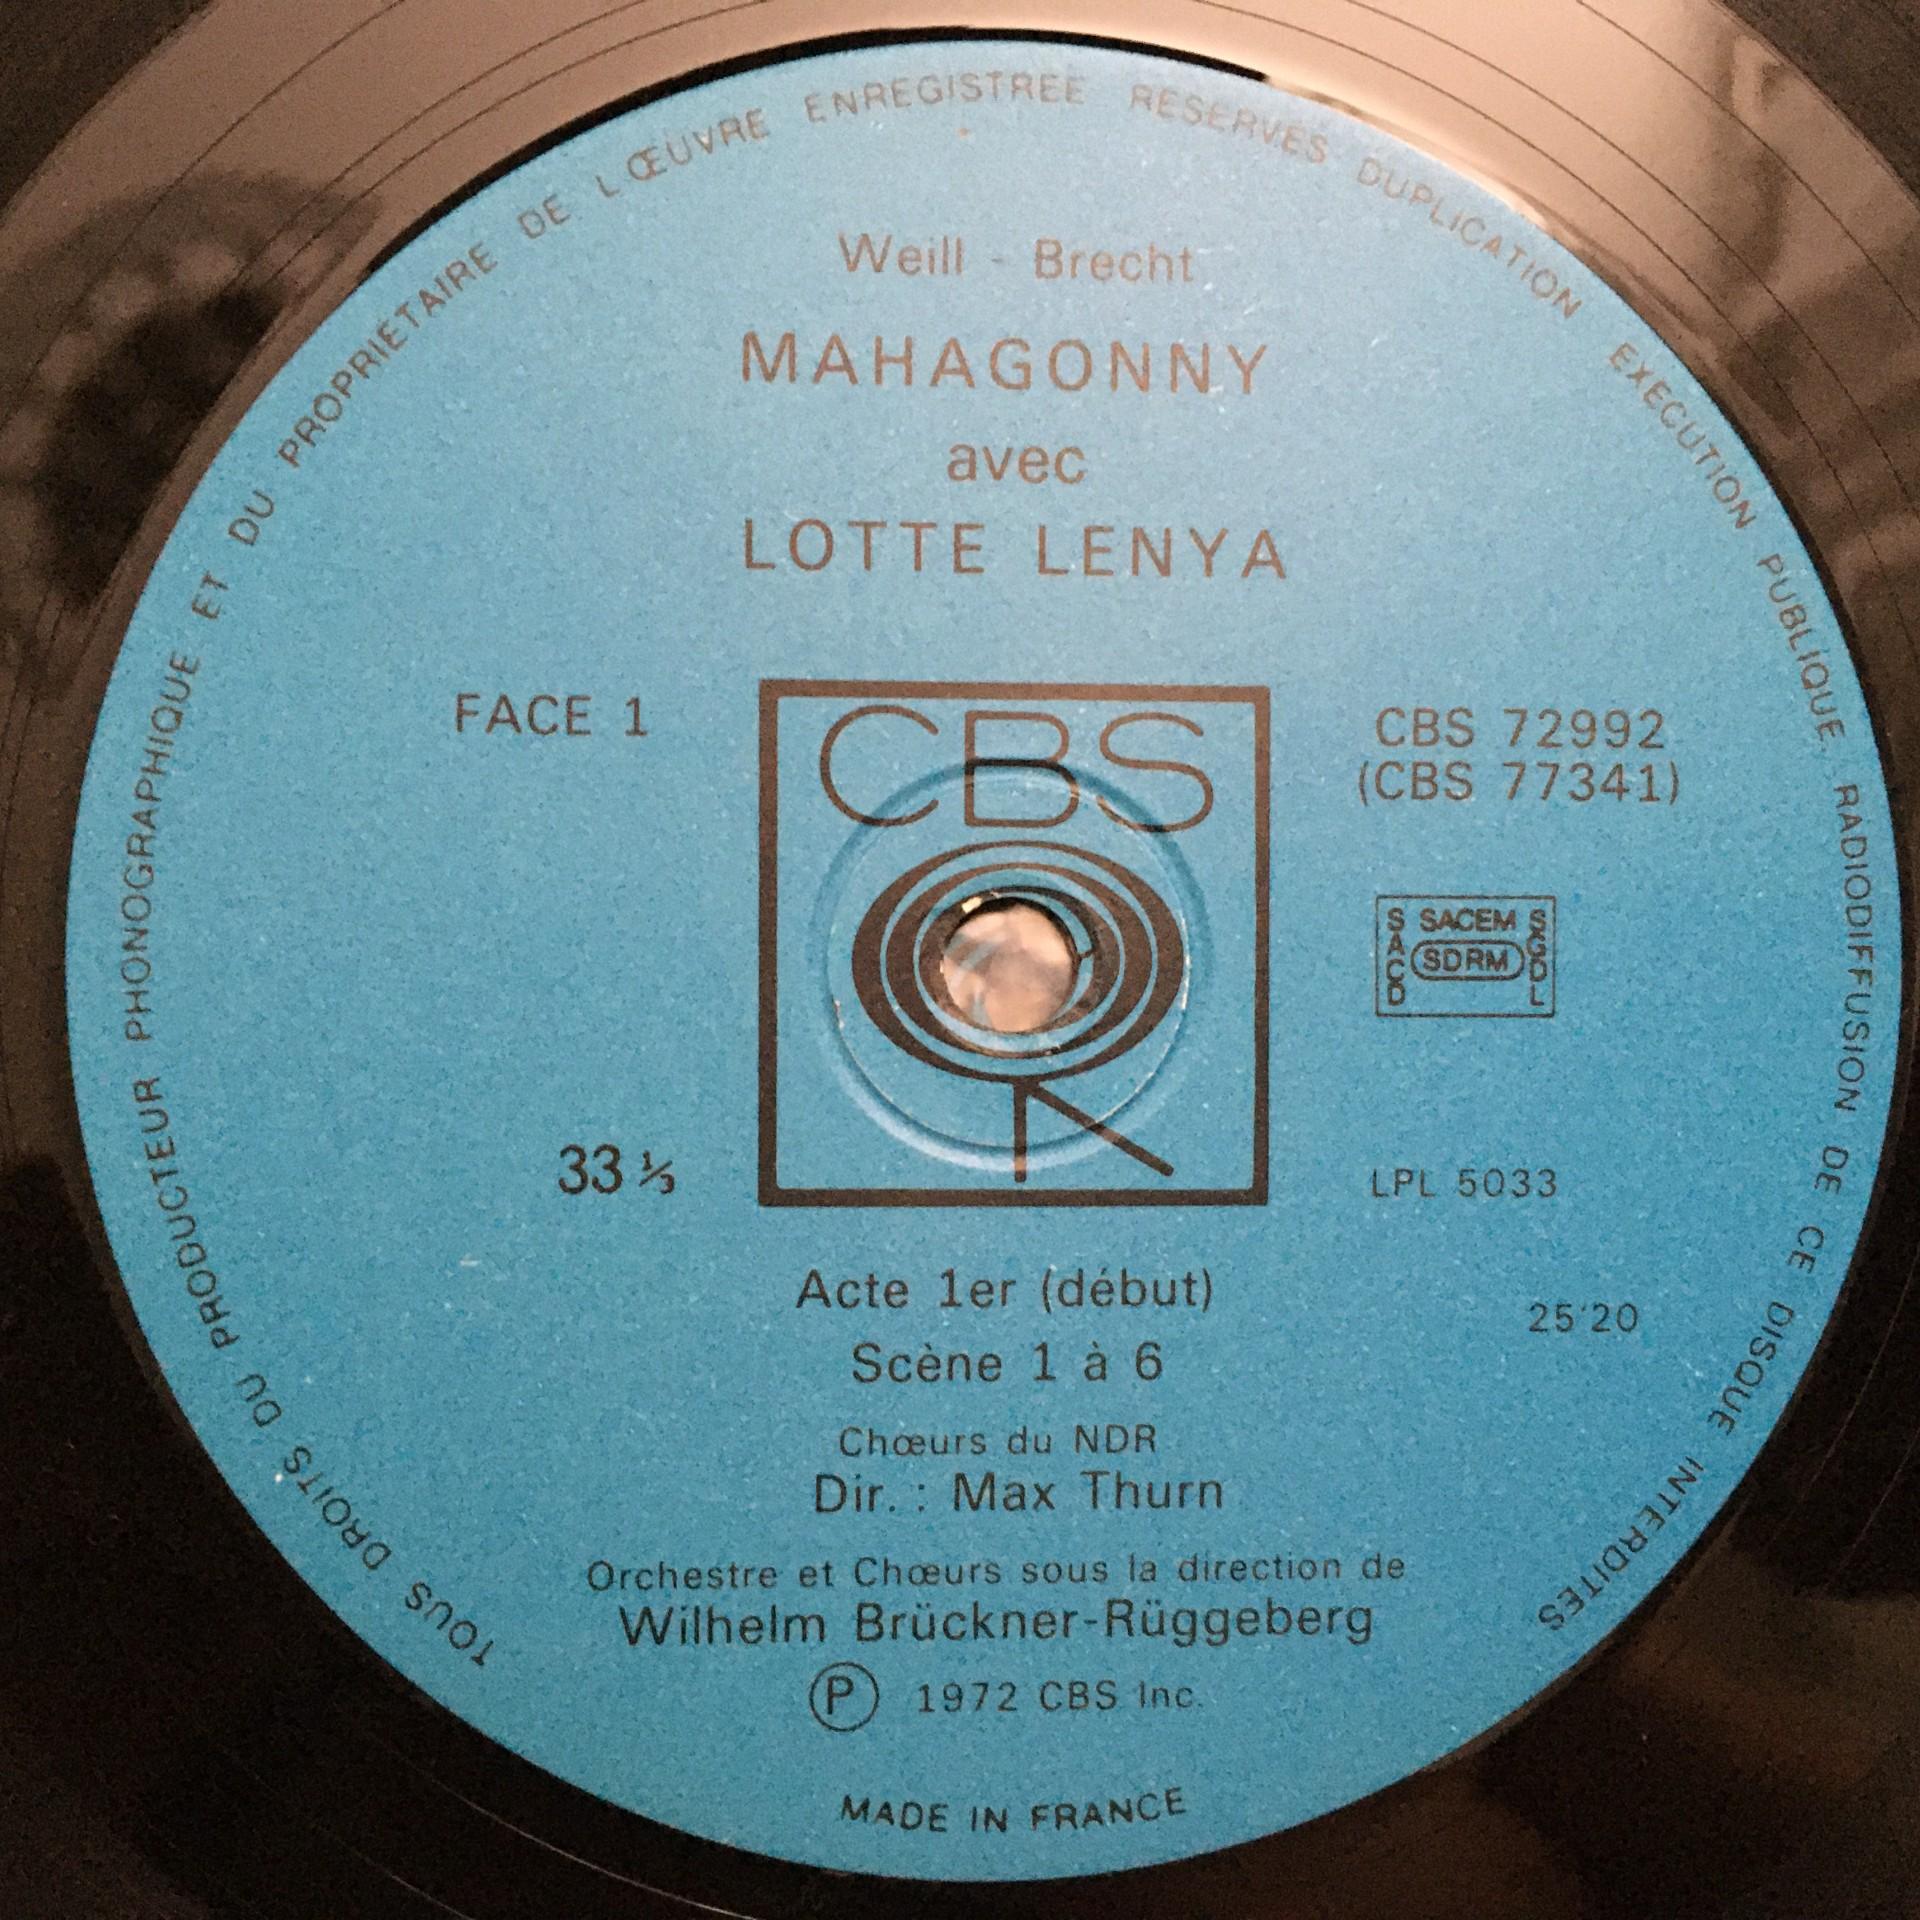 TOUS DROITS DU PRODUCTEUR PHONOGRAPHIQUE ET DU PROPRIÉTAIRE DE L ŒUVRE ENREGISTREE RESERVES DUPLICATION EXECUTION PUBLIQUE RADIODIFFUSION DE CE DISQUE INTERDITES
Weill - Brecht
MAHAGONNY
avec
LOTTE LENYA
FACE 1
CBS
CBS 72992
(CBS 77341)
SACD SACEM SDRM SGDL
33 ⅓
LPL 5033
Acte 1er (début)
25'20
Scène 1 à 6
Chœurs du NDR
Dir. : Max Thurn
Orchestre et Chœurs sous la direction de
Wilhelm Brückner-Rüggeberg
Ⓟ 1972 CBS Inc.
MADE IN FRANCE